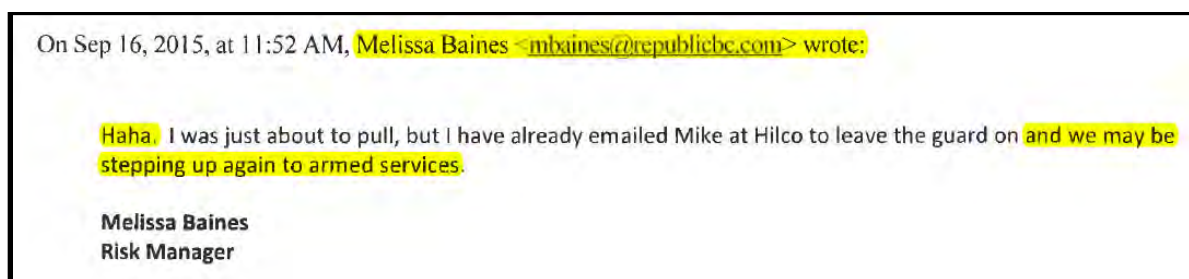 On Sep 16, 2015, at 11:52 AM, Melissa Baines <mbaines@republicbc.com> wrote:
Haha. I was just about to pull, but I have already emailed Mike at Hilco to leave the guard on and we may be
stepping up again to armed services.
Melissa Baines
Risk Manager